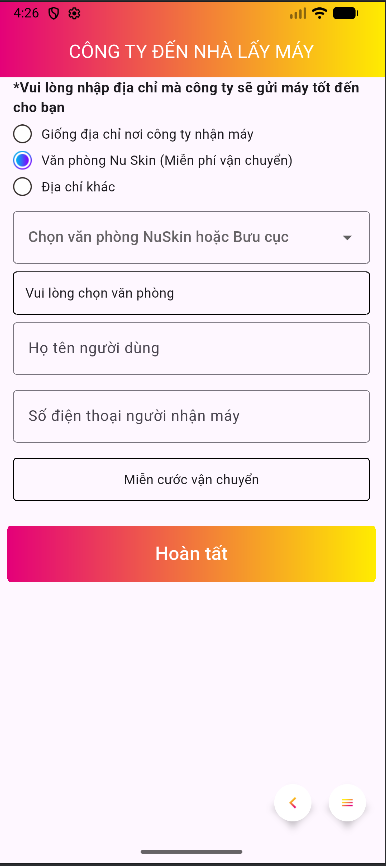 4:26
CÔNG TY ĐẾN NHÀ LẤY MÁY
*Vui lòng nhập địa chỉ mà công ty sẽ gửi máy tốt đến
cho bạn
Giống địa chỉ nơi công ty nhận máy
Văn phòng Nu Skin (Miễn phí vận chuyển)
Địa chỉ khác
Chọn văn phòng NuSkin hoặc Bưu cục
Vui lòng chọn văn phòng
Họ tên người dùng
Số điện thoại người nhận máy
Miễn cước vận chuyển
Hoàn tất